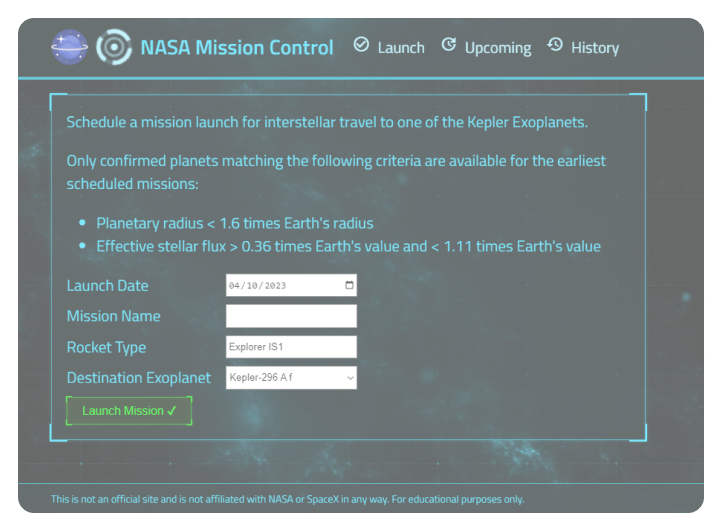 NASA Mission Control Launch Upcoming History
Schedule a mission launch for interstellar travel to one of the Kepler Exoplanets.
Only confirmed planets matching the following criteria are available for the earliest
scheduled missions:
• Planetary radius < 1.6 times Earth's radius
• Effective stellar flux > 0.36 times Earth's value and < 1.11 times Earth's value
Launch Date 04/10/2023
Mission Name
Rocket Type Explorer IS1
Destination Exoplanet Kepler-296 A f
Launch Mission ✔
This is not an official site and is not affiliated with NASA or SpaceX in any way. For educational purposes only.